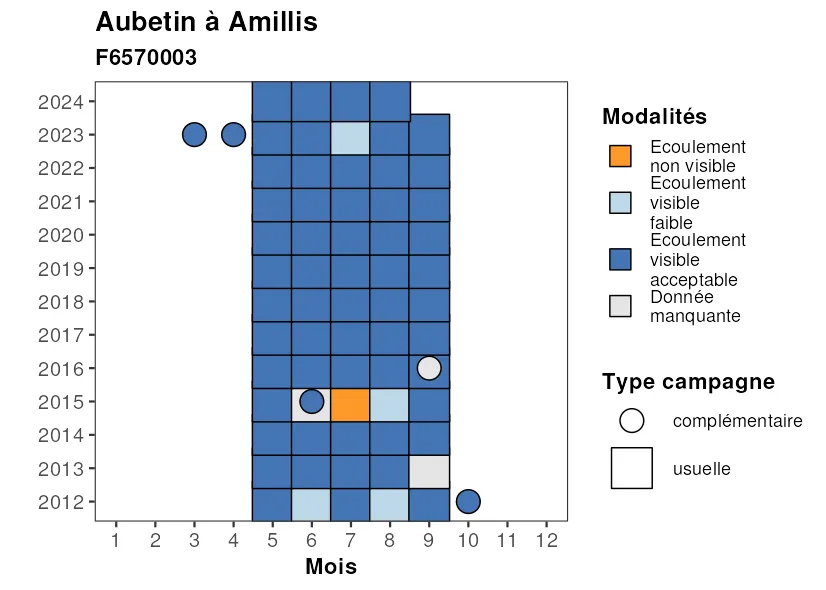 Aubetin à Amillis
F6570003
2024
2023
2022
2021
2020
2019
2018
2017
2016
2015
2014
2013
2012
1 2 3 4 5 6 7 8 9 10 11 12
Mois
Modalités
Ecoulement
non visible
Ecoulement
visible
faible
Ecoulement
visible
acceptable
Donnée
manquante
Type campagne
complémentaire
usuelle